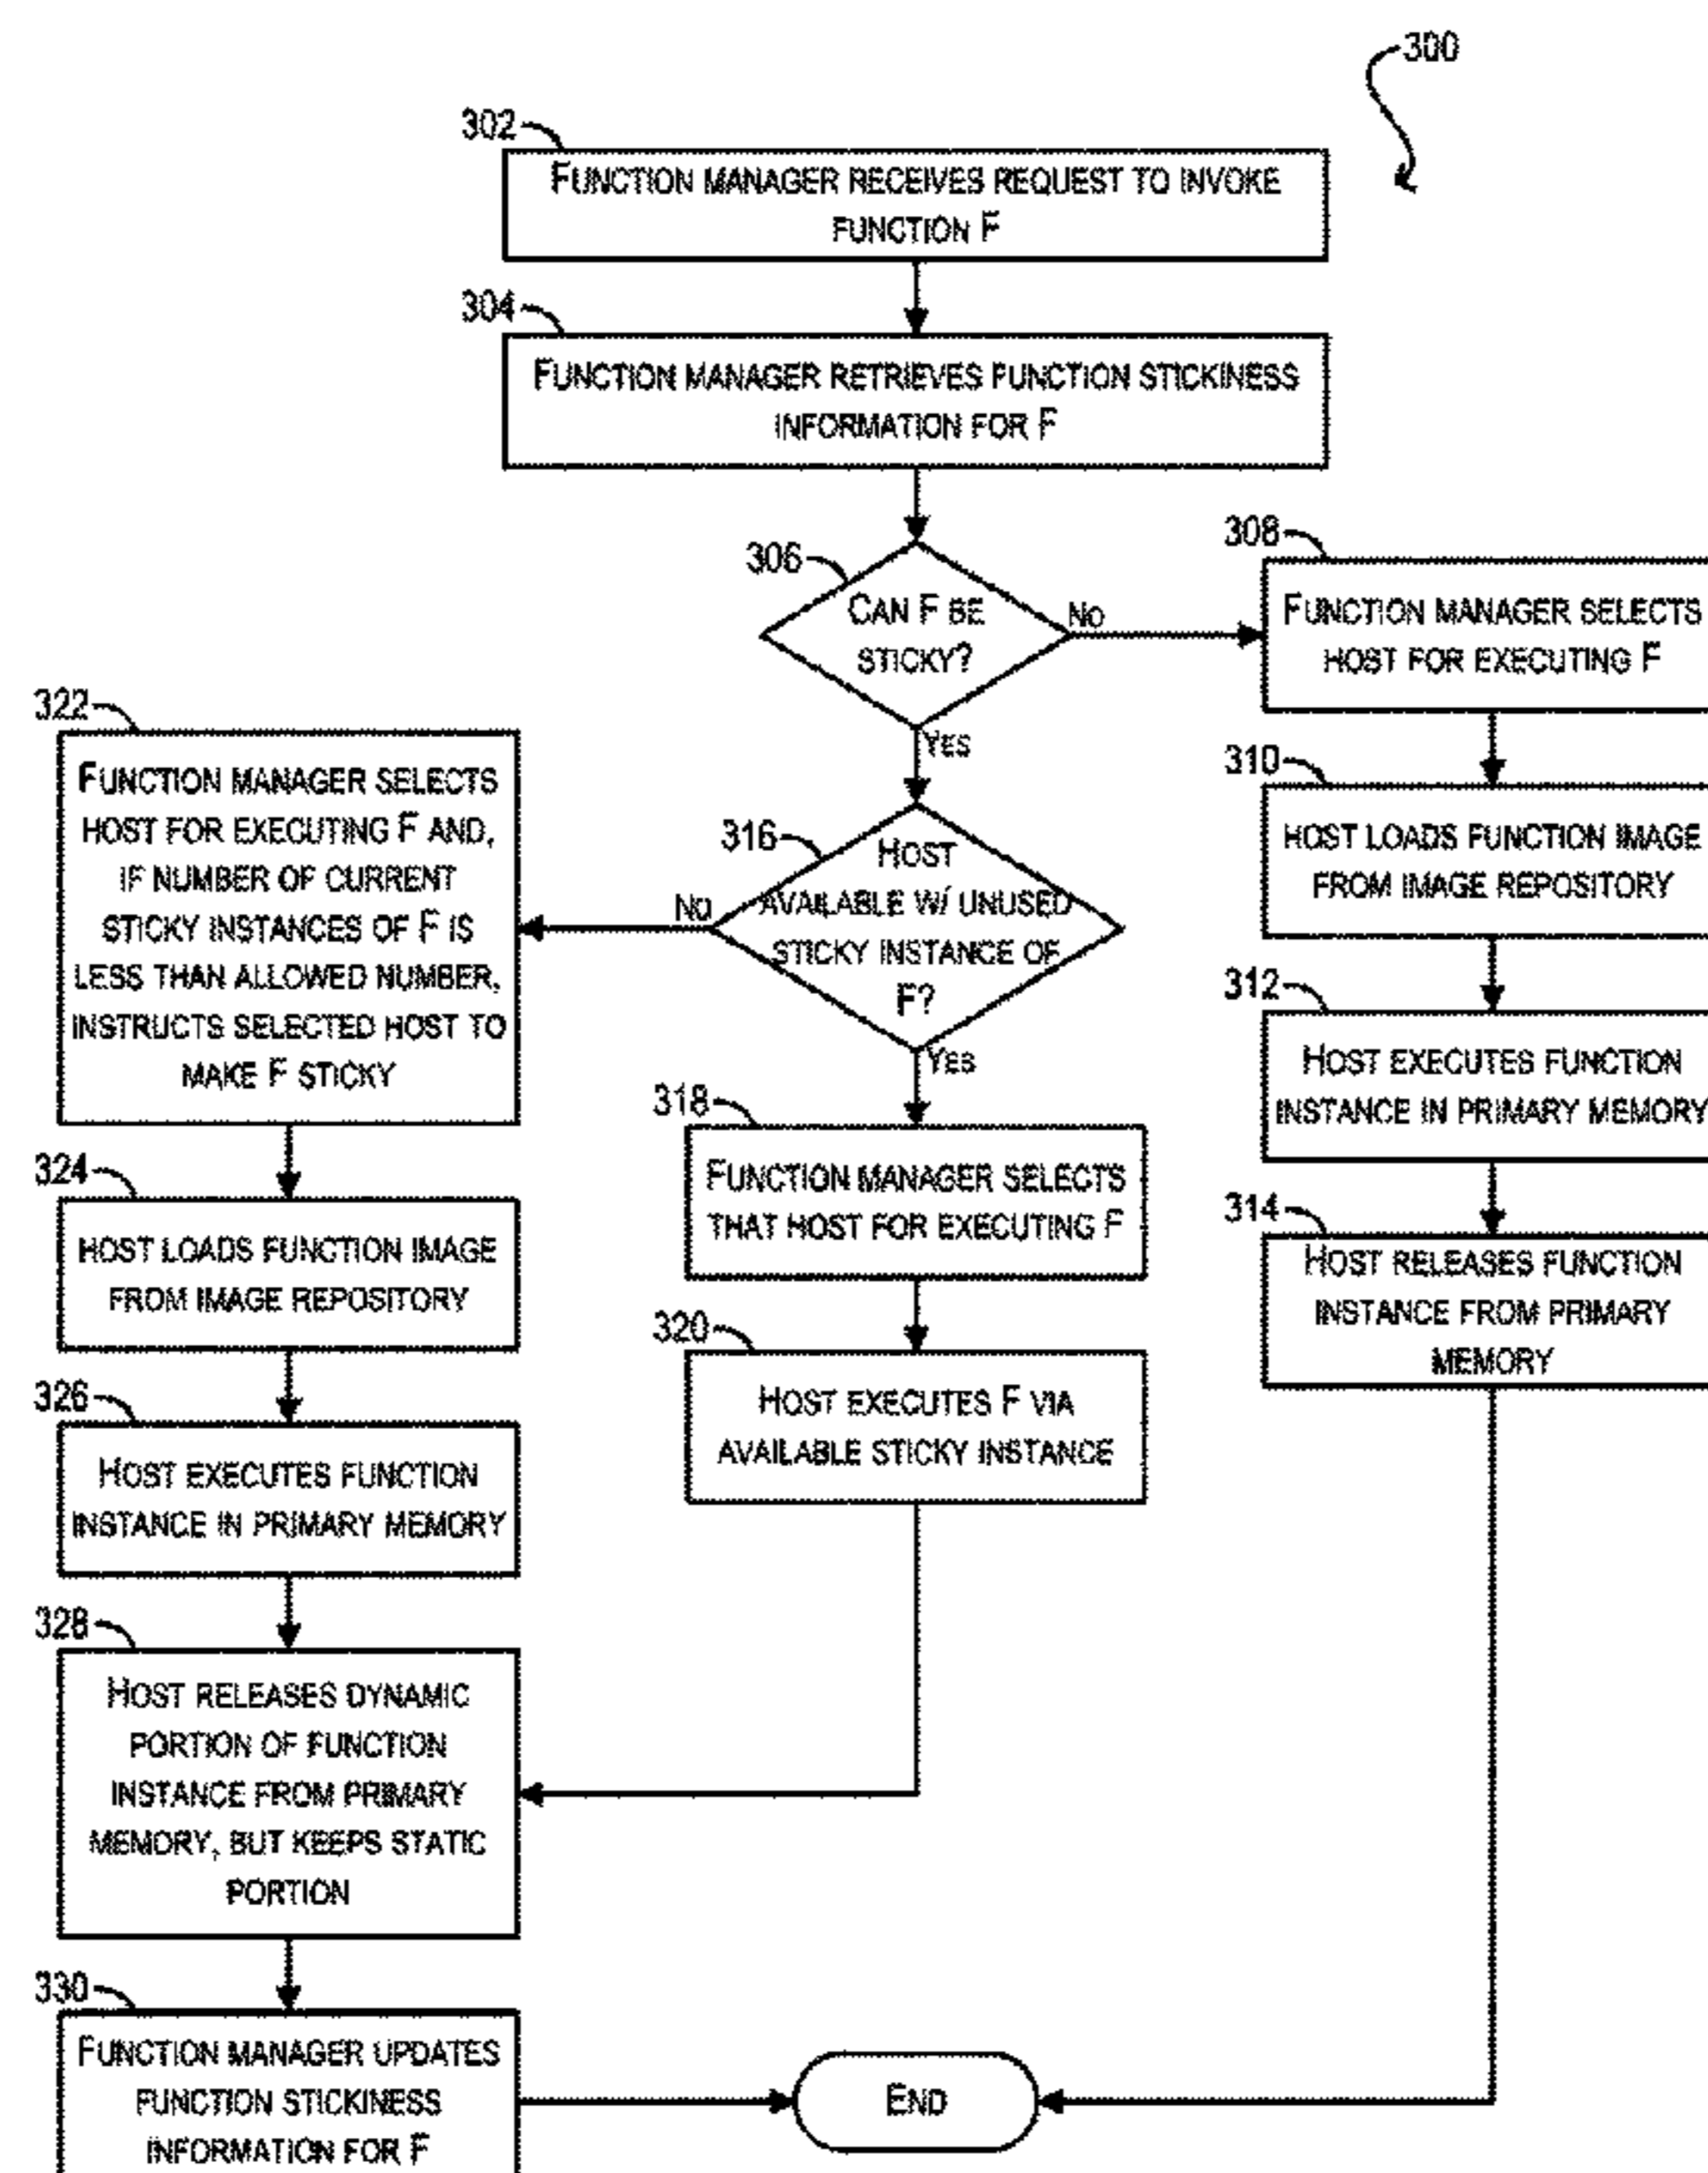 300
302
FUNCTION MANAGER RECEIVES REQUEST TO INVOKE
FUNCTION F
304
FUNCTION MANAGER RETRIEVES FUNCTION STICKINESS
INFORMATION FOR F
306
CAN F BE
STICKY?
NO
YES
308
FUNCTION MANAGER SELECTS
HOST FOR EXECUTING F
310
HOST LOADS FUNCTION IMAGE
FROM IMAGE REPOSITORY
312
HOST EXECUTES FUNCTION
INSTANCE IN PRIMARY MEMORY
314
HOST RELEASES FUNCTION
INSTANCE FROM PRIMARY
MEMORY
316
HOST
AVAILABLE W/ UNUSED
STICKY INSTANCE OF
F?
NO
YES
318
FUNCTION MANAGER SELECTS
THAT HOST FOR EXECUTING F
320
HOST EXECUTES F VIA
AVAILABLE STICKY INSTANCE
322
FUNCTION MANAGER SELECTS
HOST FOR EXECUTING F AND,
IF NUMBER OF CURRENT
STICKY INSTANCES OF F IS
LESS THAN ALLOWED NUMBER,
INSTRUCTS SELECTED HOST TO
MAKE F STICKY
324
HOST LOADS FUNCTION IMAGE
FROM IMAGE REPOSITORY
326
HOST EXECUTES FUNCTION
INSTANCE IN PRIMARY MEMORY
328
HOST RELEASES DYNAMIC
PORTION OF FUNCTION
INSTANCE FROM PRIMARY
MEMORY, BUT KEEPS STATIC
PORTION
330
FUNCTION MANAGER UPDATES
FUNCTION STICKINESS
INFORMATION FOR F
END